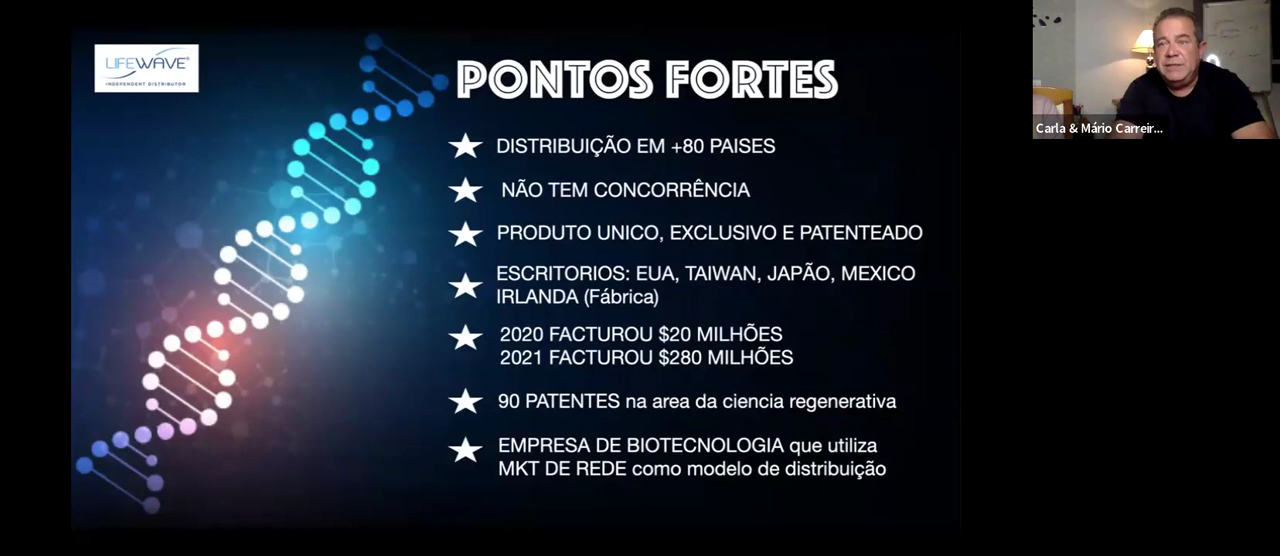 LIFEWAVE®
INDEPENDENT DISTRIBUTOR
PONTOS FORTES
DISTRIBUIÇÃO EM +80 PAISES
NÃO TEM CONCORRÊNCIA
PRODUTO UNICO, EXCLUSIVO E PATENTEADO
ESCRITORIOS: EUA, TAIWAN, JAPÃO, MEXICO
IRLANDA (Fábrica)
2020 FACTUROU $20 MILHÕES
2021 FACTUROU $280 MILHÕES
90 PATENTES na area da ciencia regenerativa
EMPRESA DE BIOTECNOLOGIA que utiliza
MKT DE REDE como modelo de distribuição
Carla & Mário Carreir...